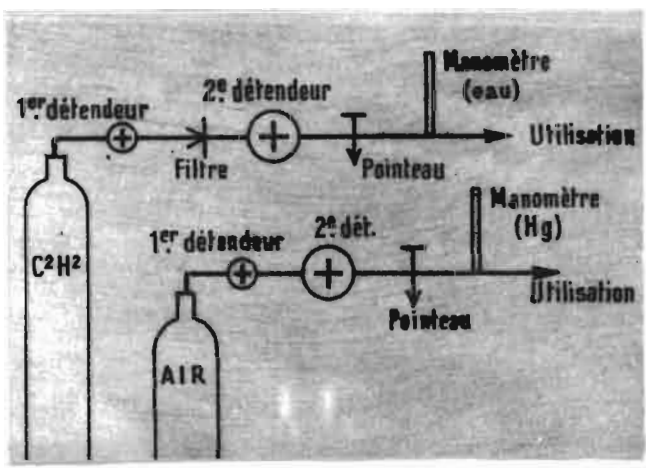 1er détendeur
2e détendeur
Manomètre
(eau)
Utilisation
Filtre
Pointeau
C2H2
1er détendeur
2e dét.
Manomètre
(Hg)
Utilisation
Pointeau
AIR